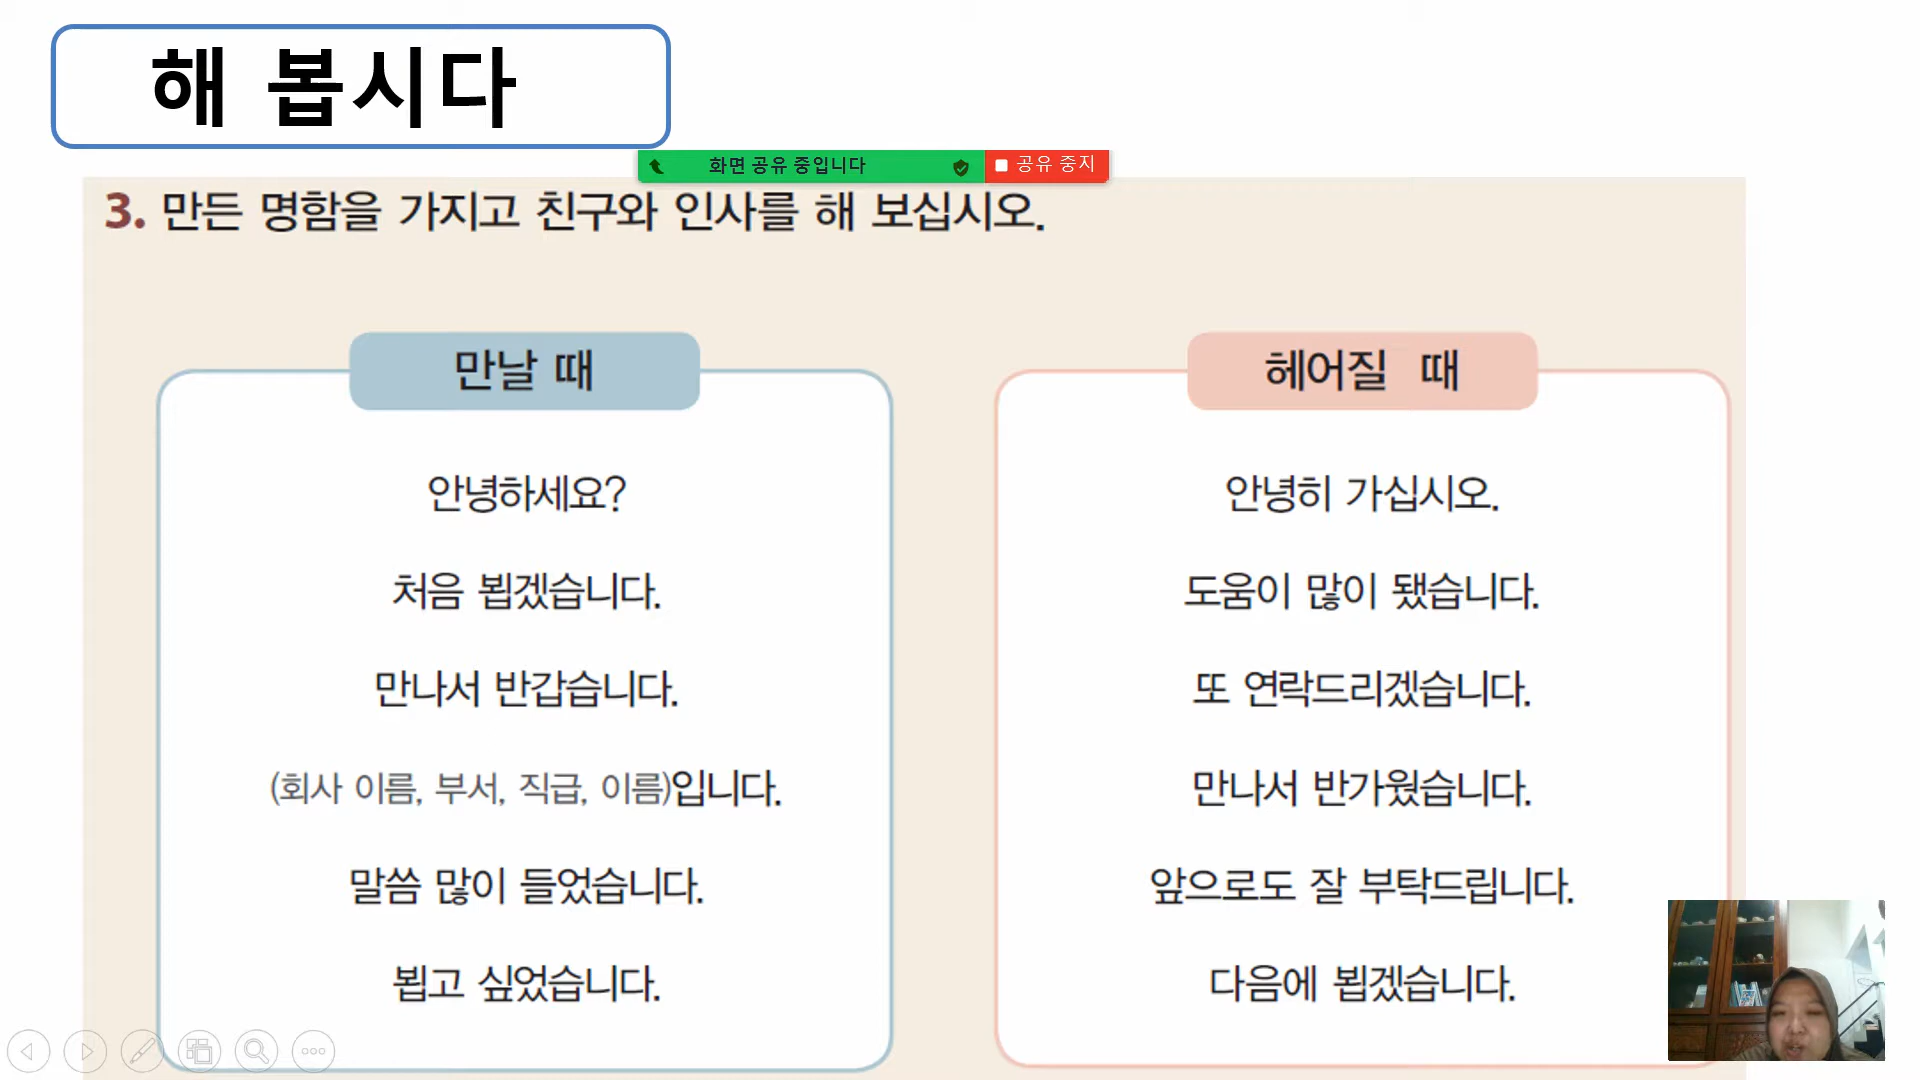 해 봅시다
화면 공유 중입니다
공유 중지
3. 만든 명함을 가지고 친구와 인사를 해 보십시오.
만날 때
안녕하세요?
처음 뵙겠습니다.
만나서 반갑습니다.
(회사 이름, 부서, 직급, 이름)입니다.
말씀 많이 들었습니다.
뵙고 싶었습니다.
헤어질 때
안녕히 가십시오.
도움이 많이 됐습니다.
또 연락드리겠습니다.
만나서 반가웠습니다.
앞으로도 잘 부탁드립니다.
다음에 뵙겠습니다.